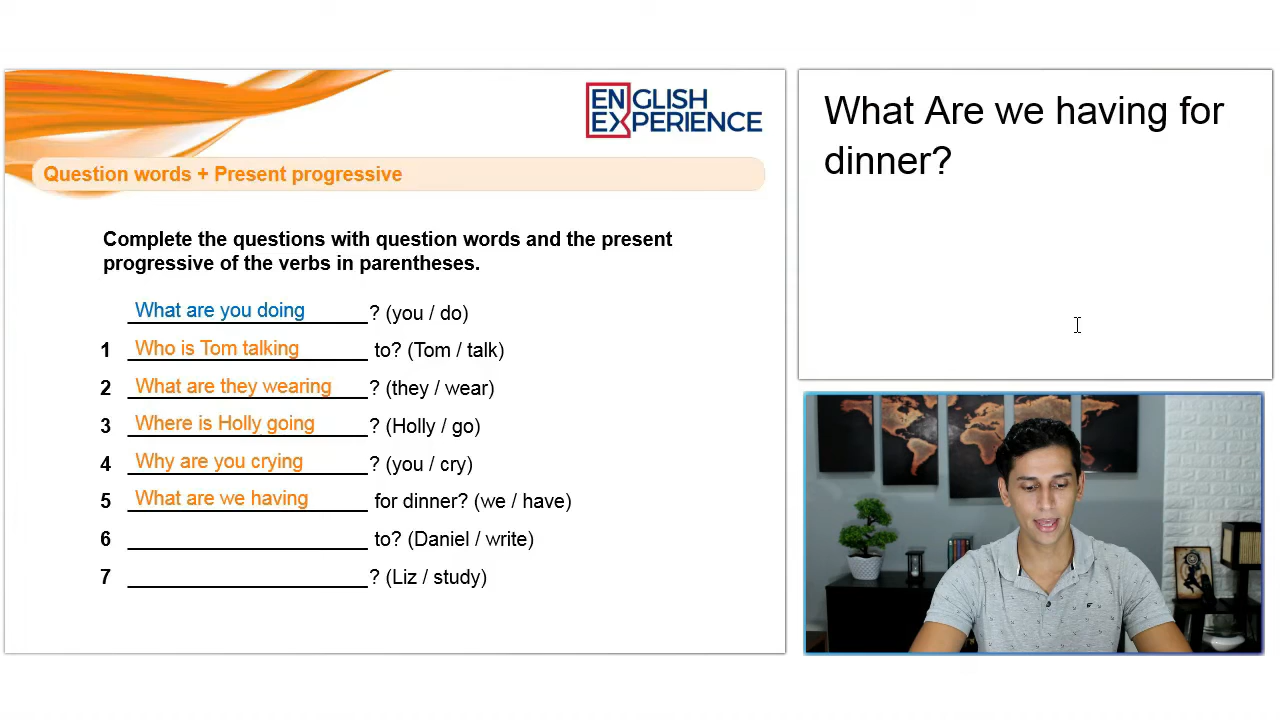 ENGLISH
EXPERIENCE
Question words + Present progressive
Complete the questions with question words and the present
progressive of the verbs in parentheses.
What are you doing ? (you / do)
1 Who is Tom talking to? (Tom / talk)
2 What are they wearing ? (they / wear)
3 Where is Holly going ? (Holly / go)
4 Why are you crying ? (you / cry)
5 What are we having for dinner? (we / have)
6 to? (Daniel / write)
7 ? (Liz / study)
What Are we having for
dinner?